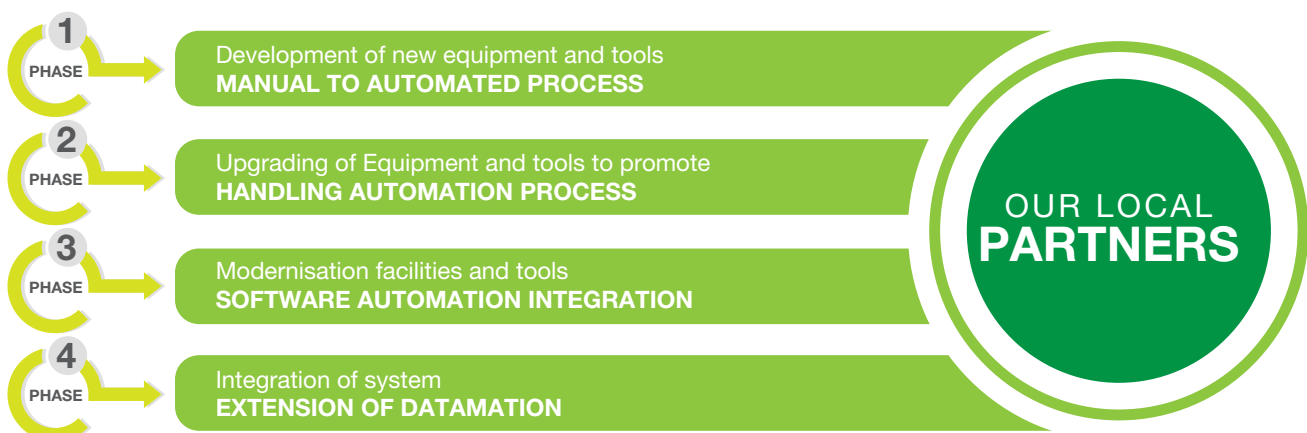 1
PHASE
Development of new equipment and tools
MANUAL TO AUTOMATED PROCESS
2
PHASE
Upgrading of Equipment and tools to promote
HANDLING AUTOMATION PROCESS
3
PHASE
Modernisation facilities and tools
SOFTWARE AUTOMATION INTEGRATION
4
PHASE
Integration of system
EXTENSION OF DATAMATION
OUR LOCAL
PARTNERS